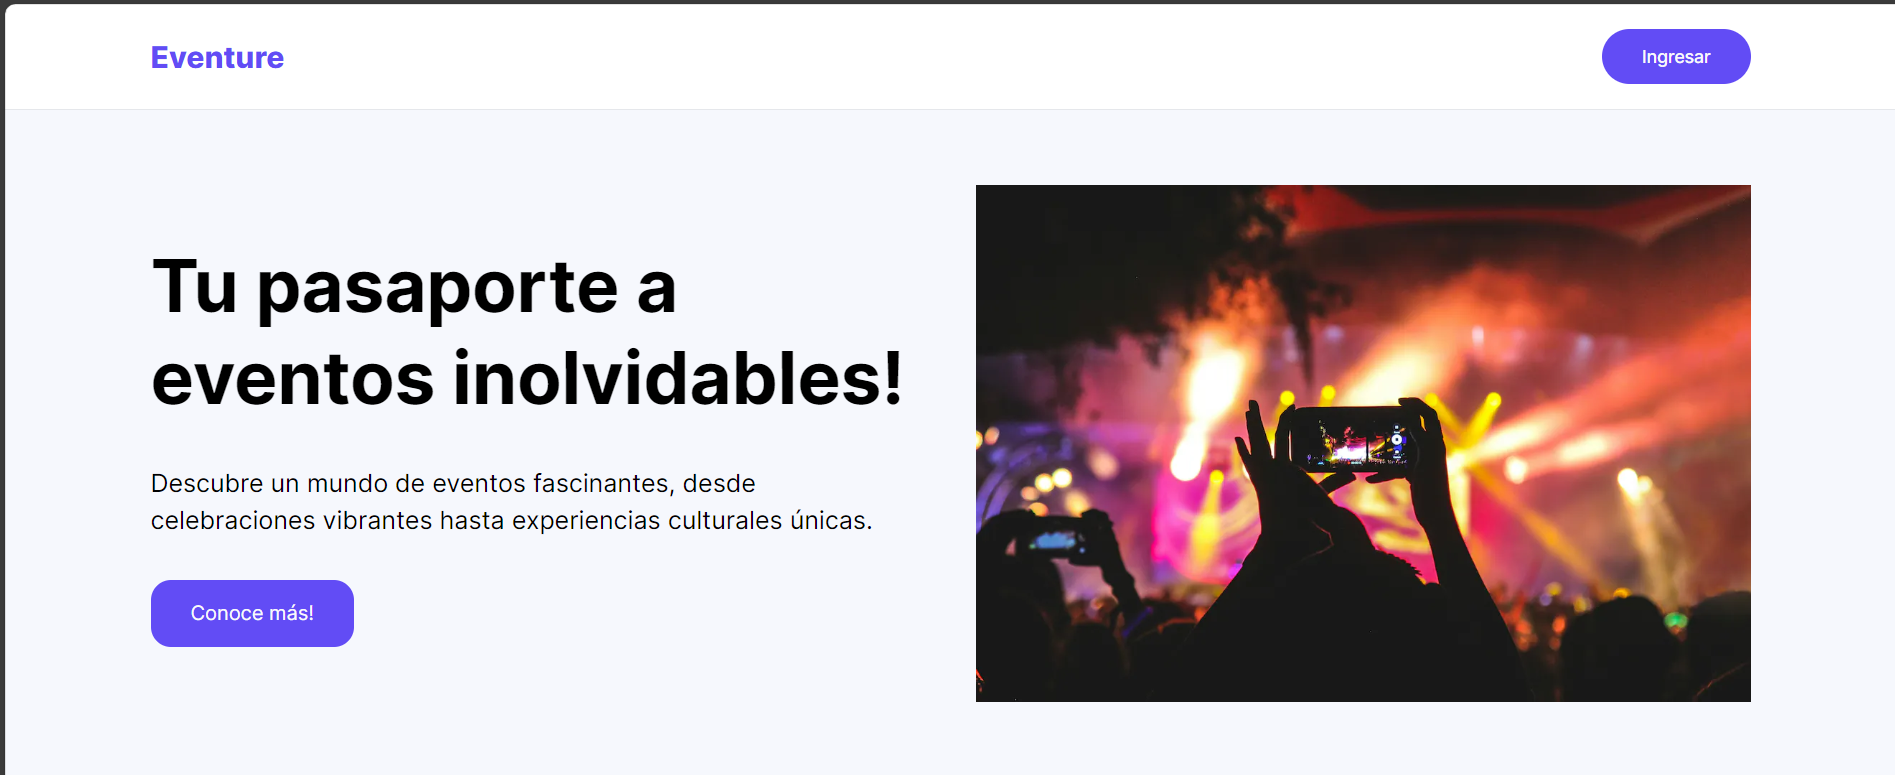 Eventure
Ingresar
Tu pasaporte a
eventos inolvidables!
Descubre un mundo de eventos fascinantes, desde
celebraciones vibrantes hasta experiencias culturales únicas.
Conoce más!